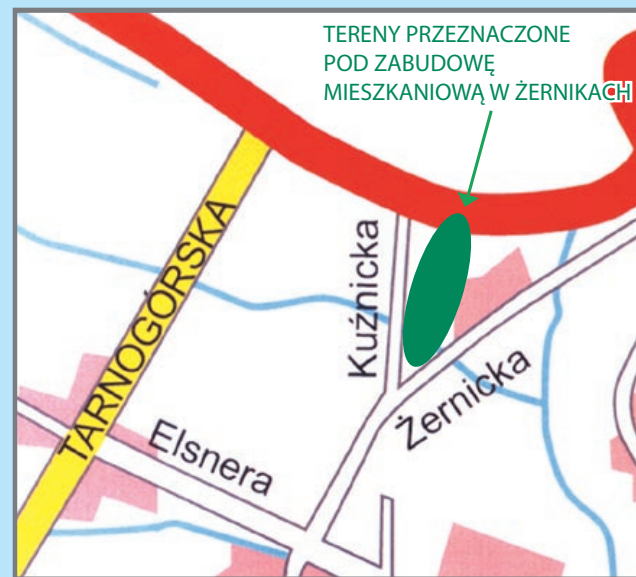 TERENY PRZEZNACZONE
POD ZABUDOWĘ
MIESZKANIOWĄ W ŻERNIKACH
TARNOGÓRSKA
Kuźnicka
Żernicka
Elsnera